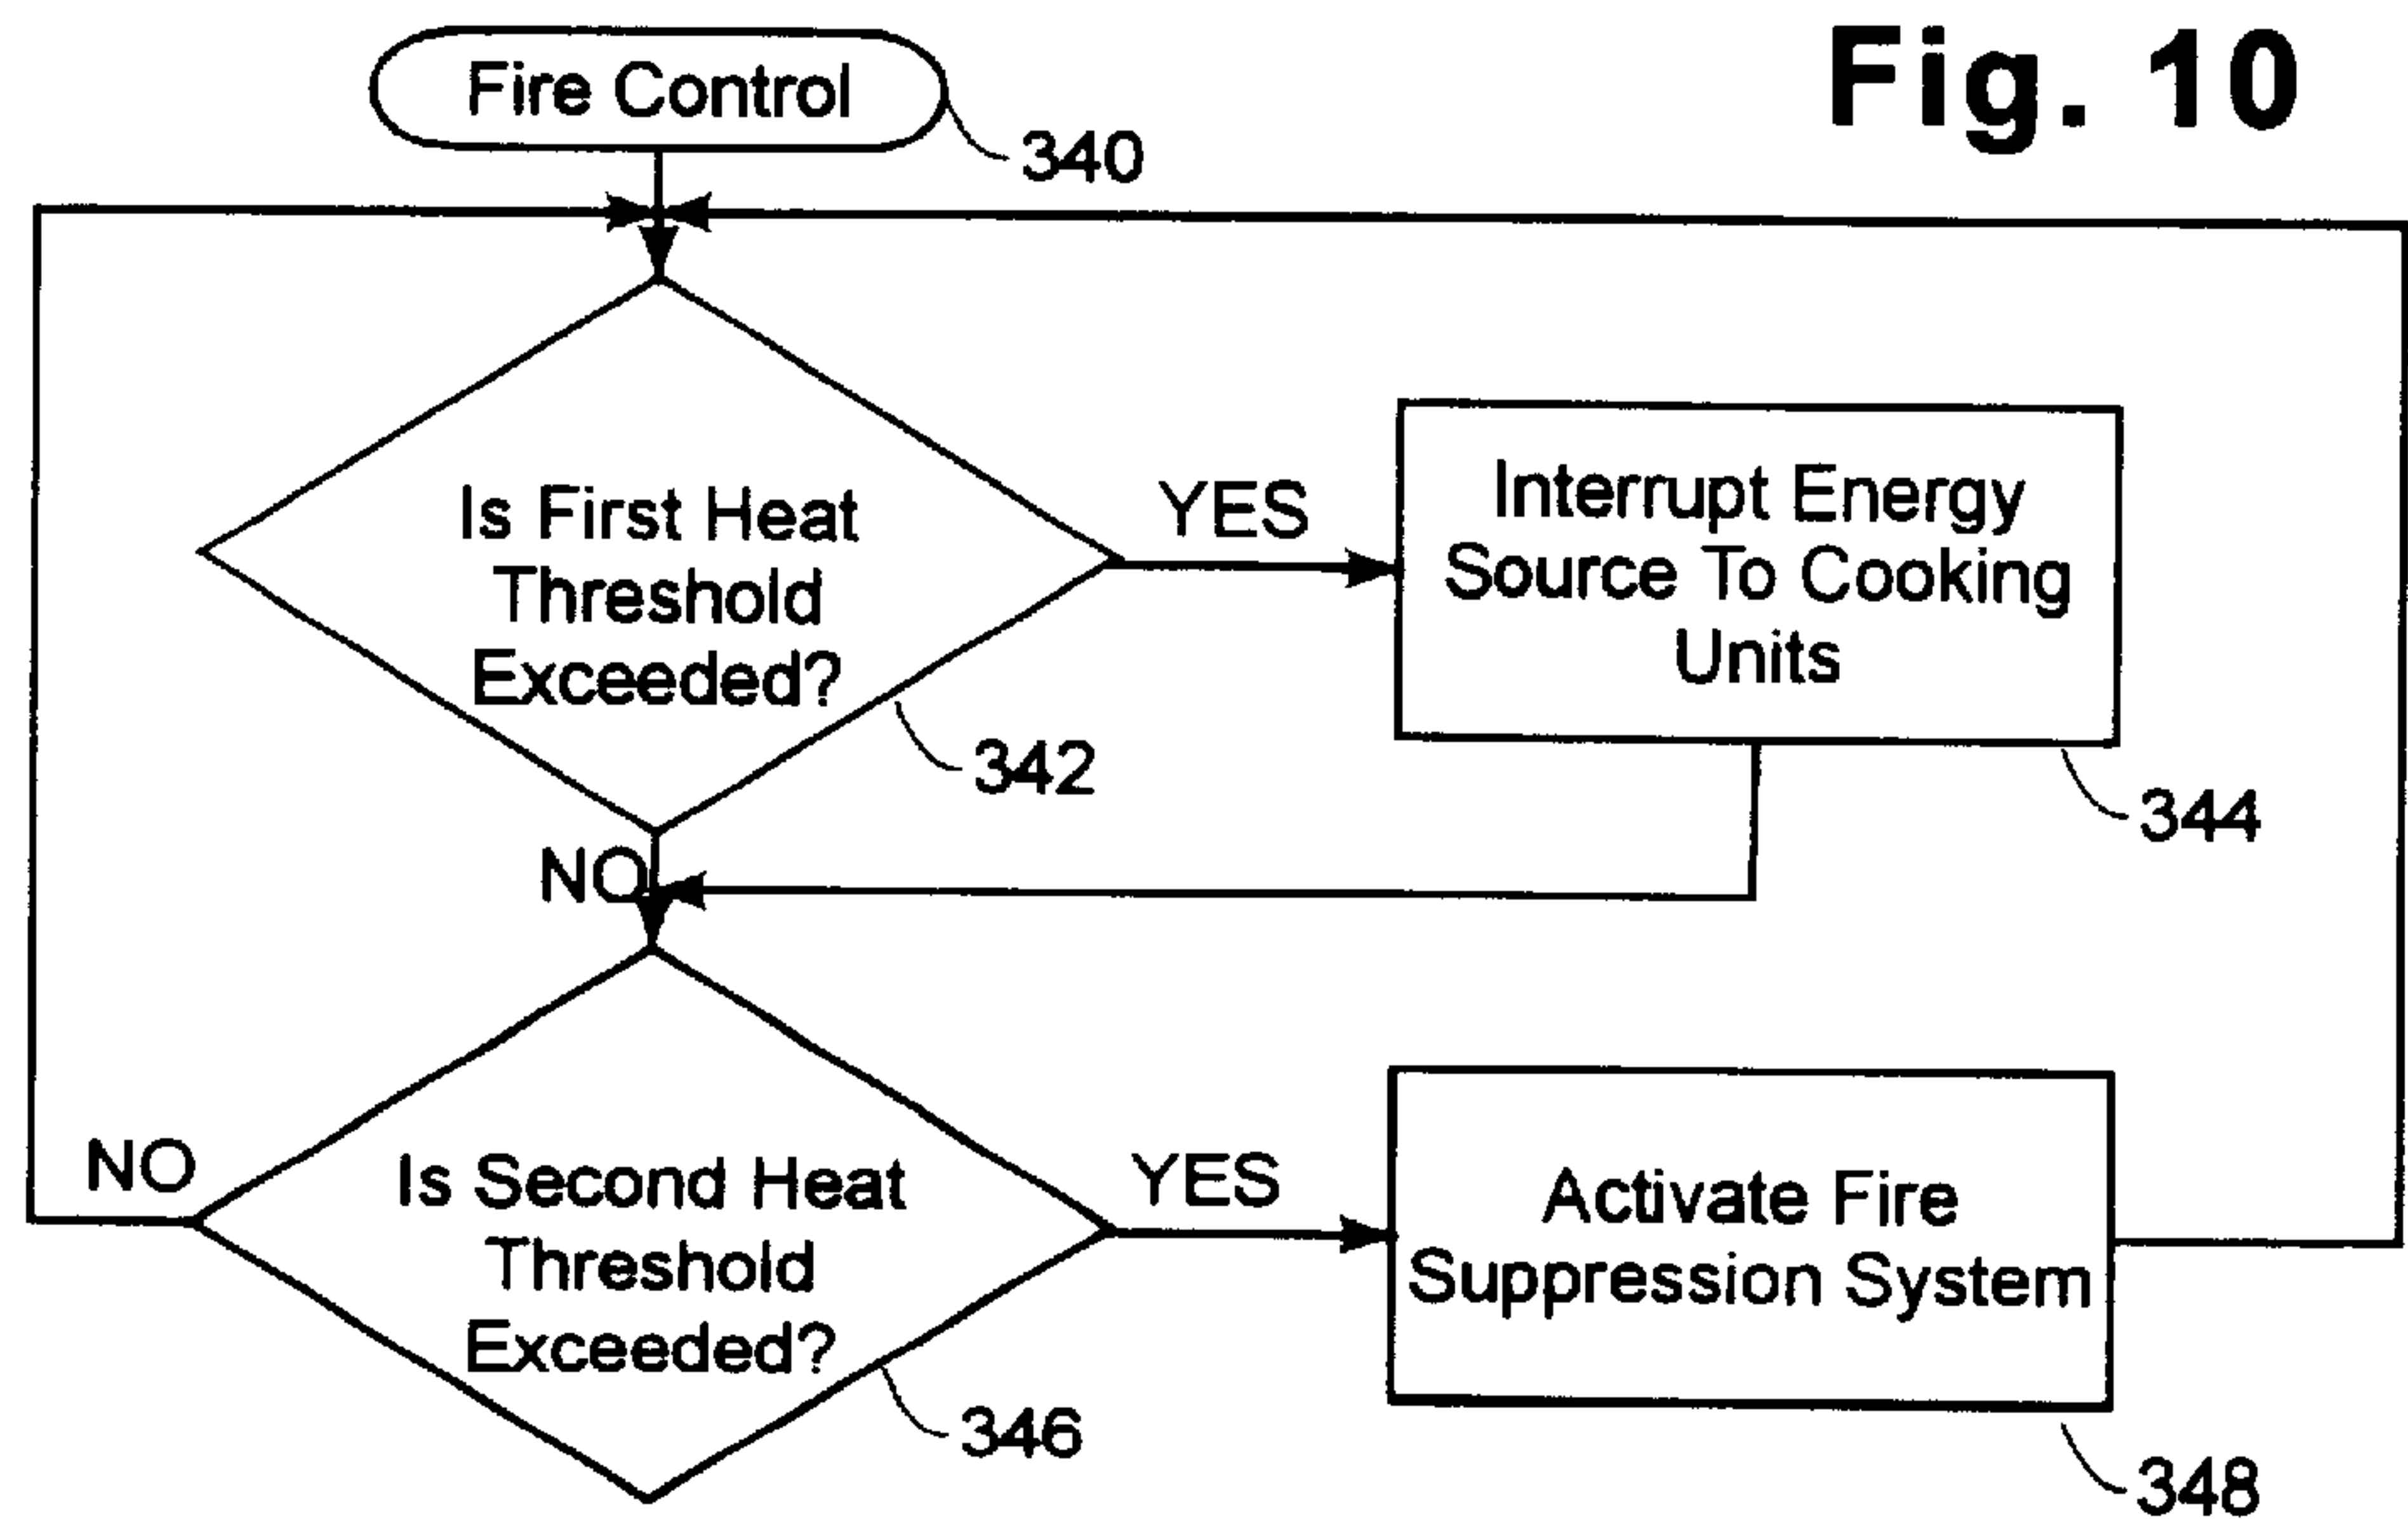 Fig. 10
Fire Control
340
Is First Heat
Threshold
Exceeded?
342
YES
Interrupt Energy
Source To Cooking
Units
344
NO
Is Second Heat
Threshold
Exceeded?
346
NO
YES
Activate Fire
Suppression System
348